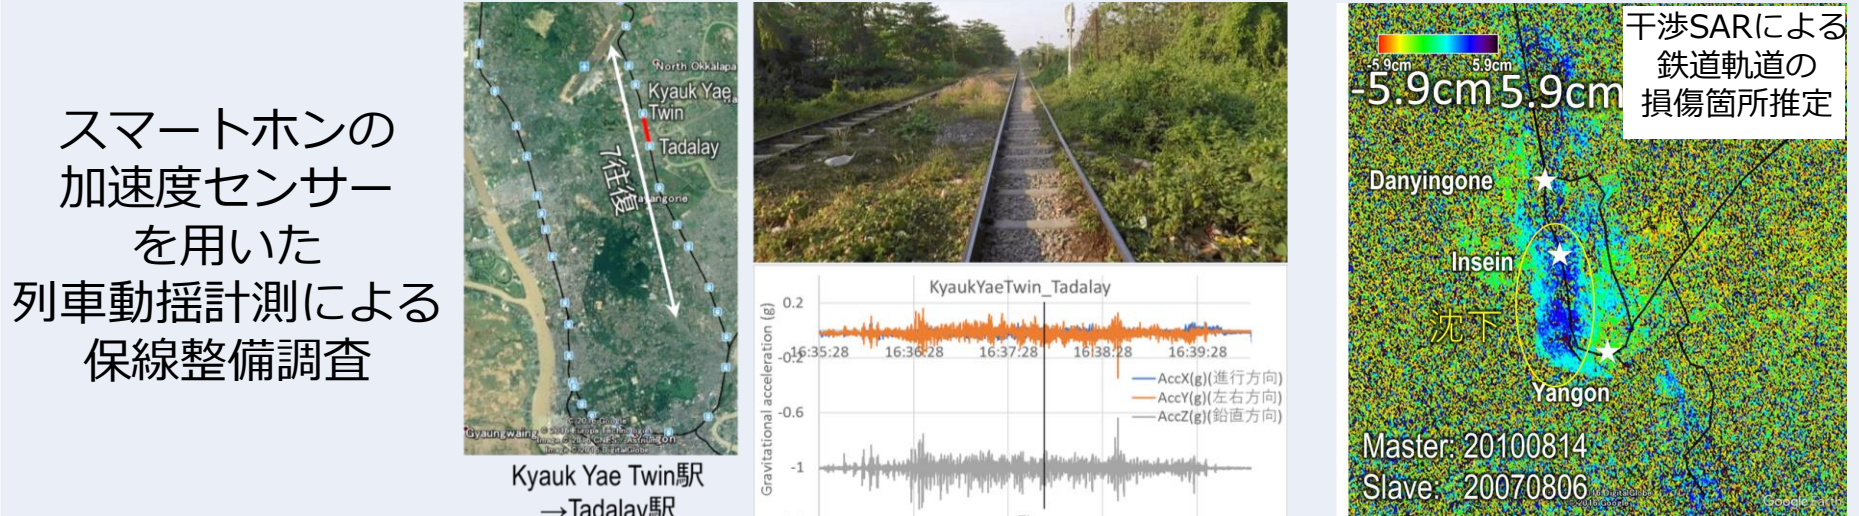 スマートホンの
加速度センサー
を用いた
列車動揺計測による
保線整備調査
North Okkalapa
Kyauk Yae
Twin
Tadalay
7往復
Gyaungwaing
Kyauk Yae Twin駅
→Tadalay駅
KyaukYaeTwin_Tadalay
Gravitational acceleration (g)
0.2
-0.2
-0.6
-1
16:35:28 16:36:28 16:37:28 16:38:28 16:39:28
AccX(g)(進行方向)
AccY(g)(左右方向)
AccZ(g)(鉛直方向)
干渉SARによる
鉄道軌道の
損傷箇所推定
-5.9cm 5.9cm
-5.9cm 5.9cm
Danyingone
Insein
沈下
Yangon
Master: 20100814
Slave: 20070806
Google Earth